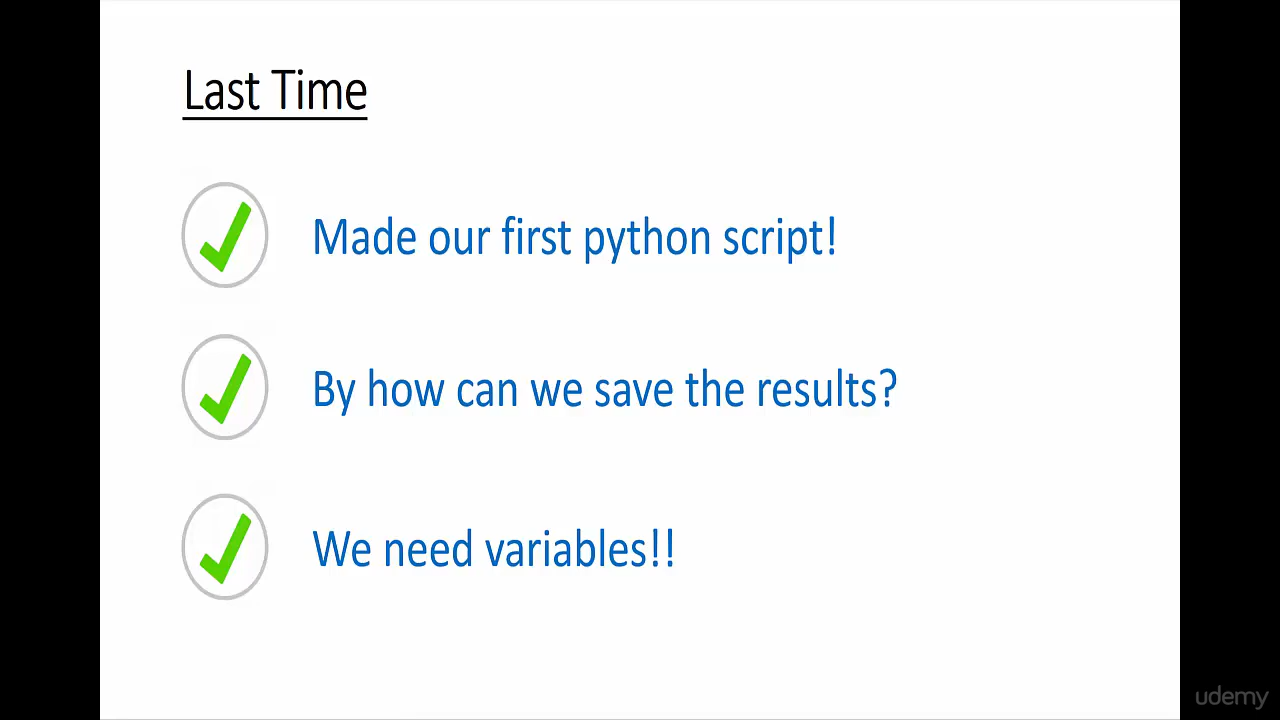 Last Time
Made our first python script!
By how can we save the results?
We need variables!!
udemy